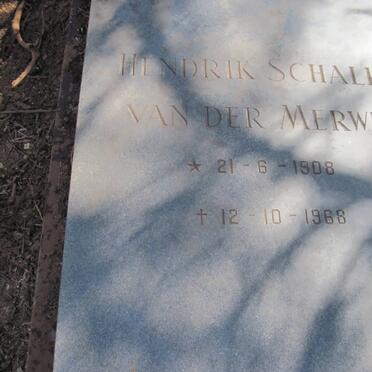 HENDRIK SCHAL
VAN DER MERW
* 21 - 6 - 1908
† 12 - 10 - 1968